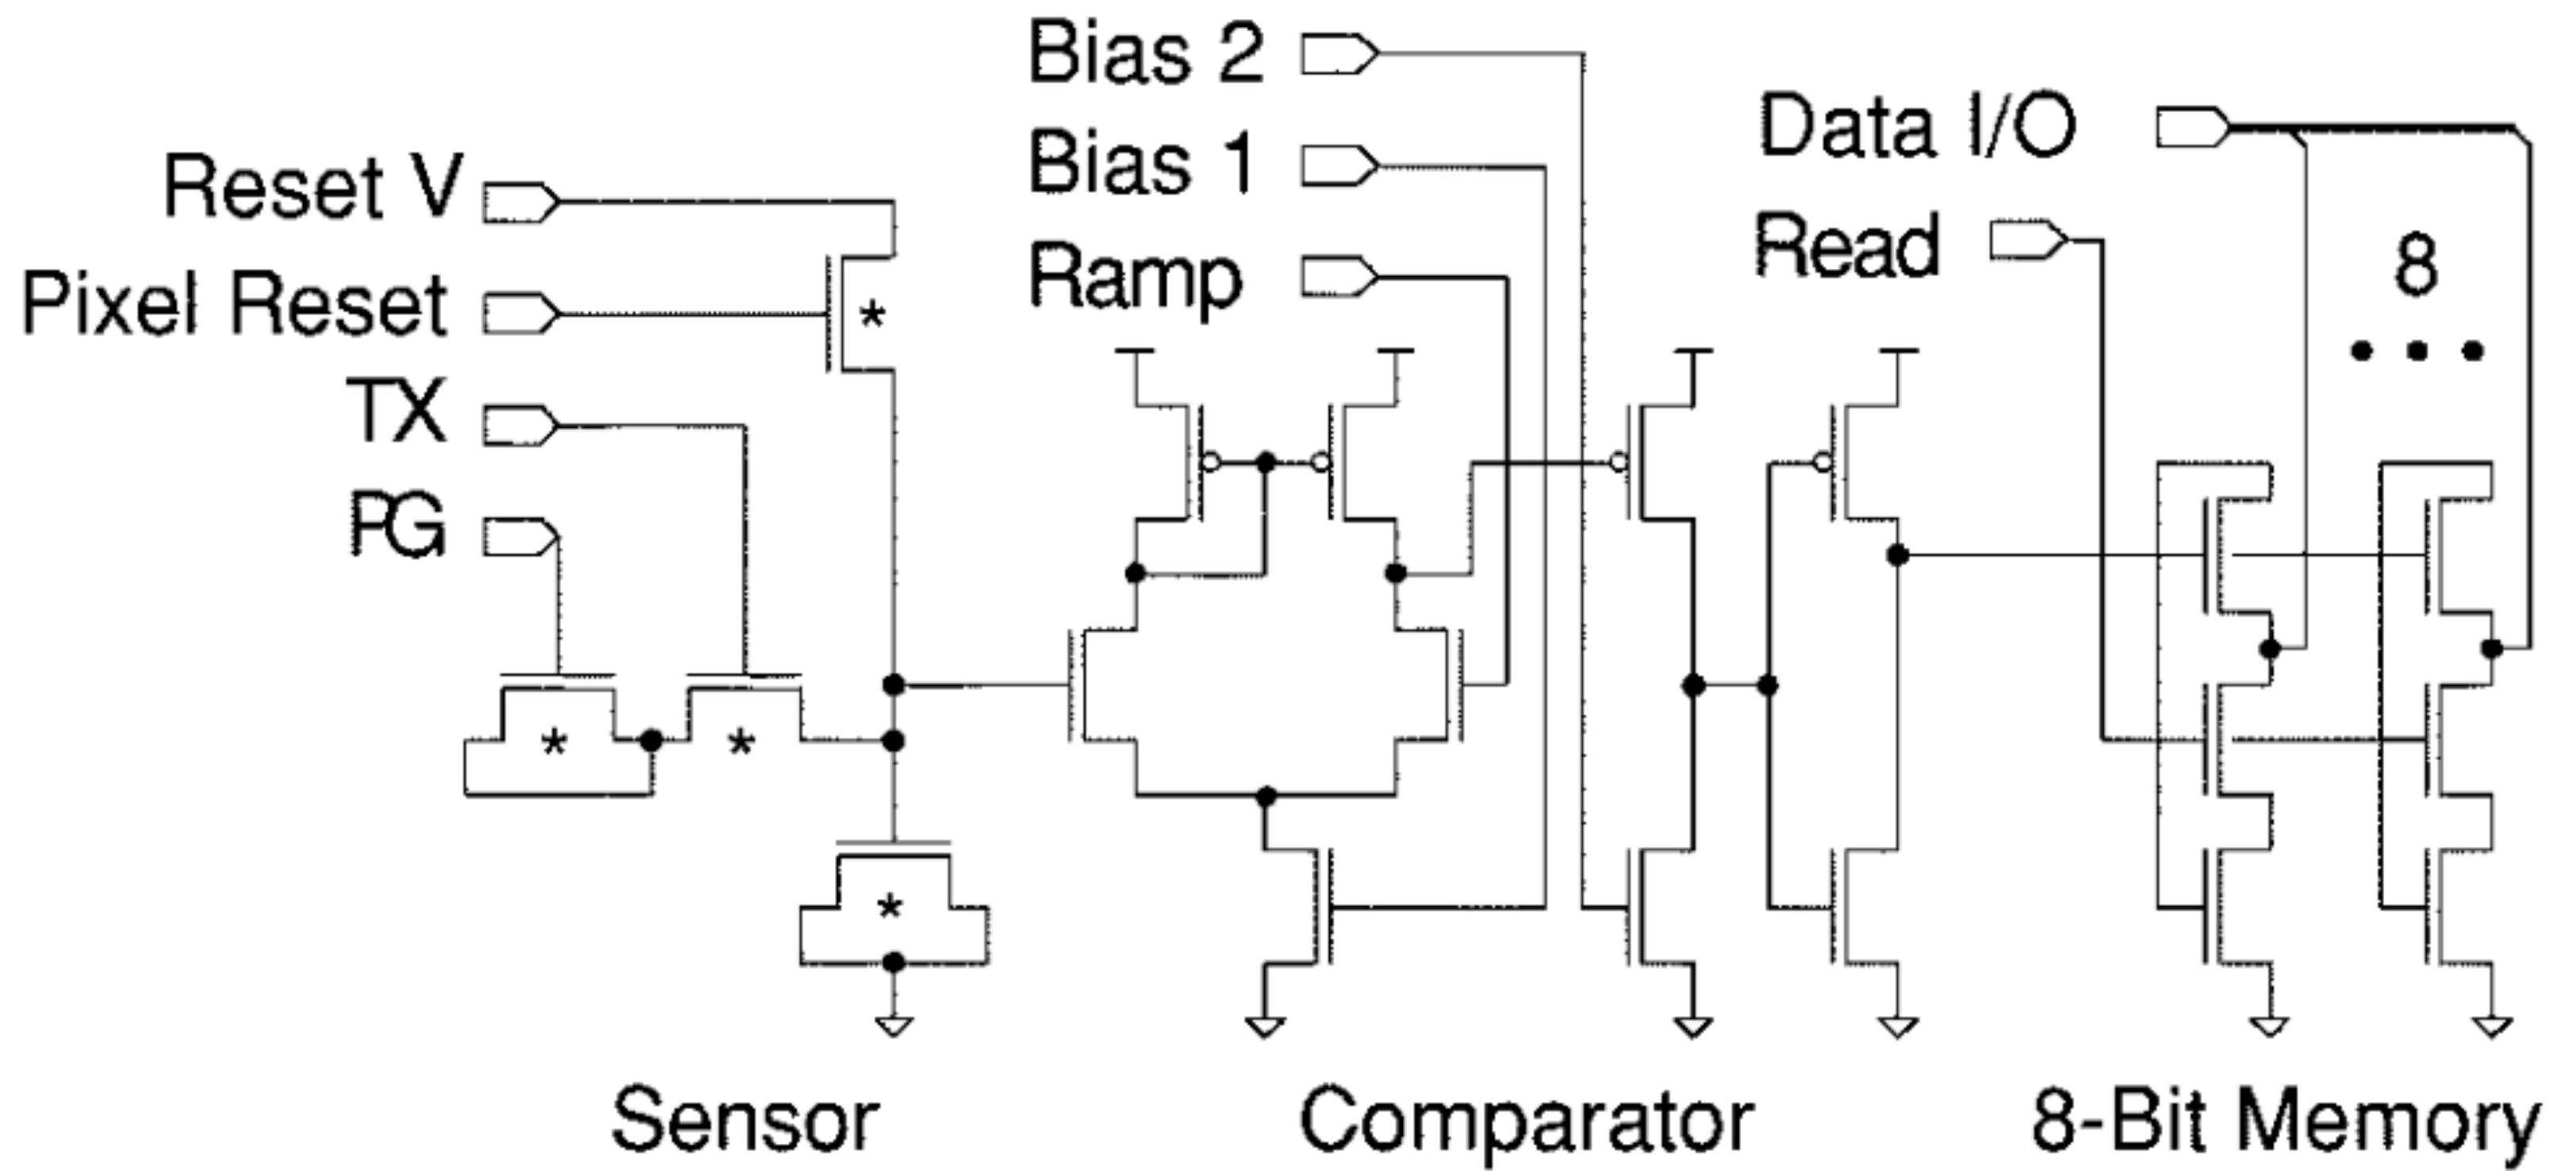 Bias 2
Bias 1
Ramp
Reset V
Pixel Reset
TX
PG
Data I/O
Read
8
*
*
*
*
Sensor
Comparator
8-Bit Memory